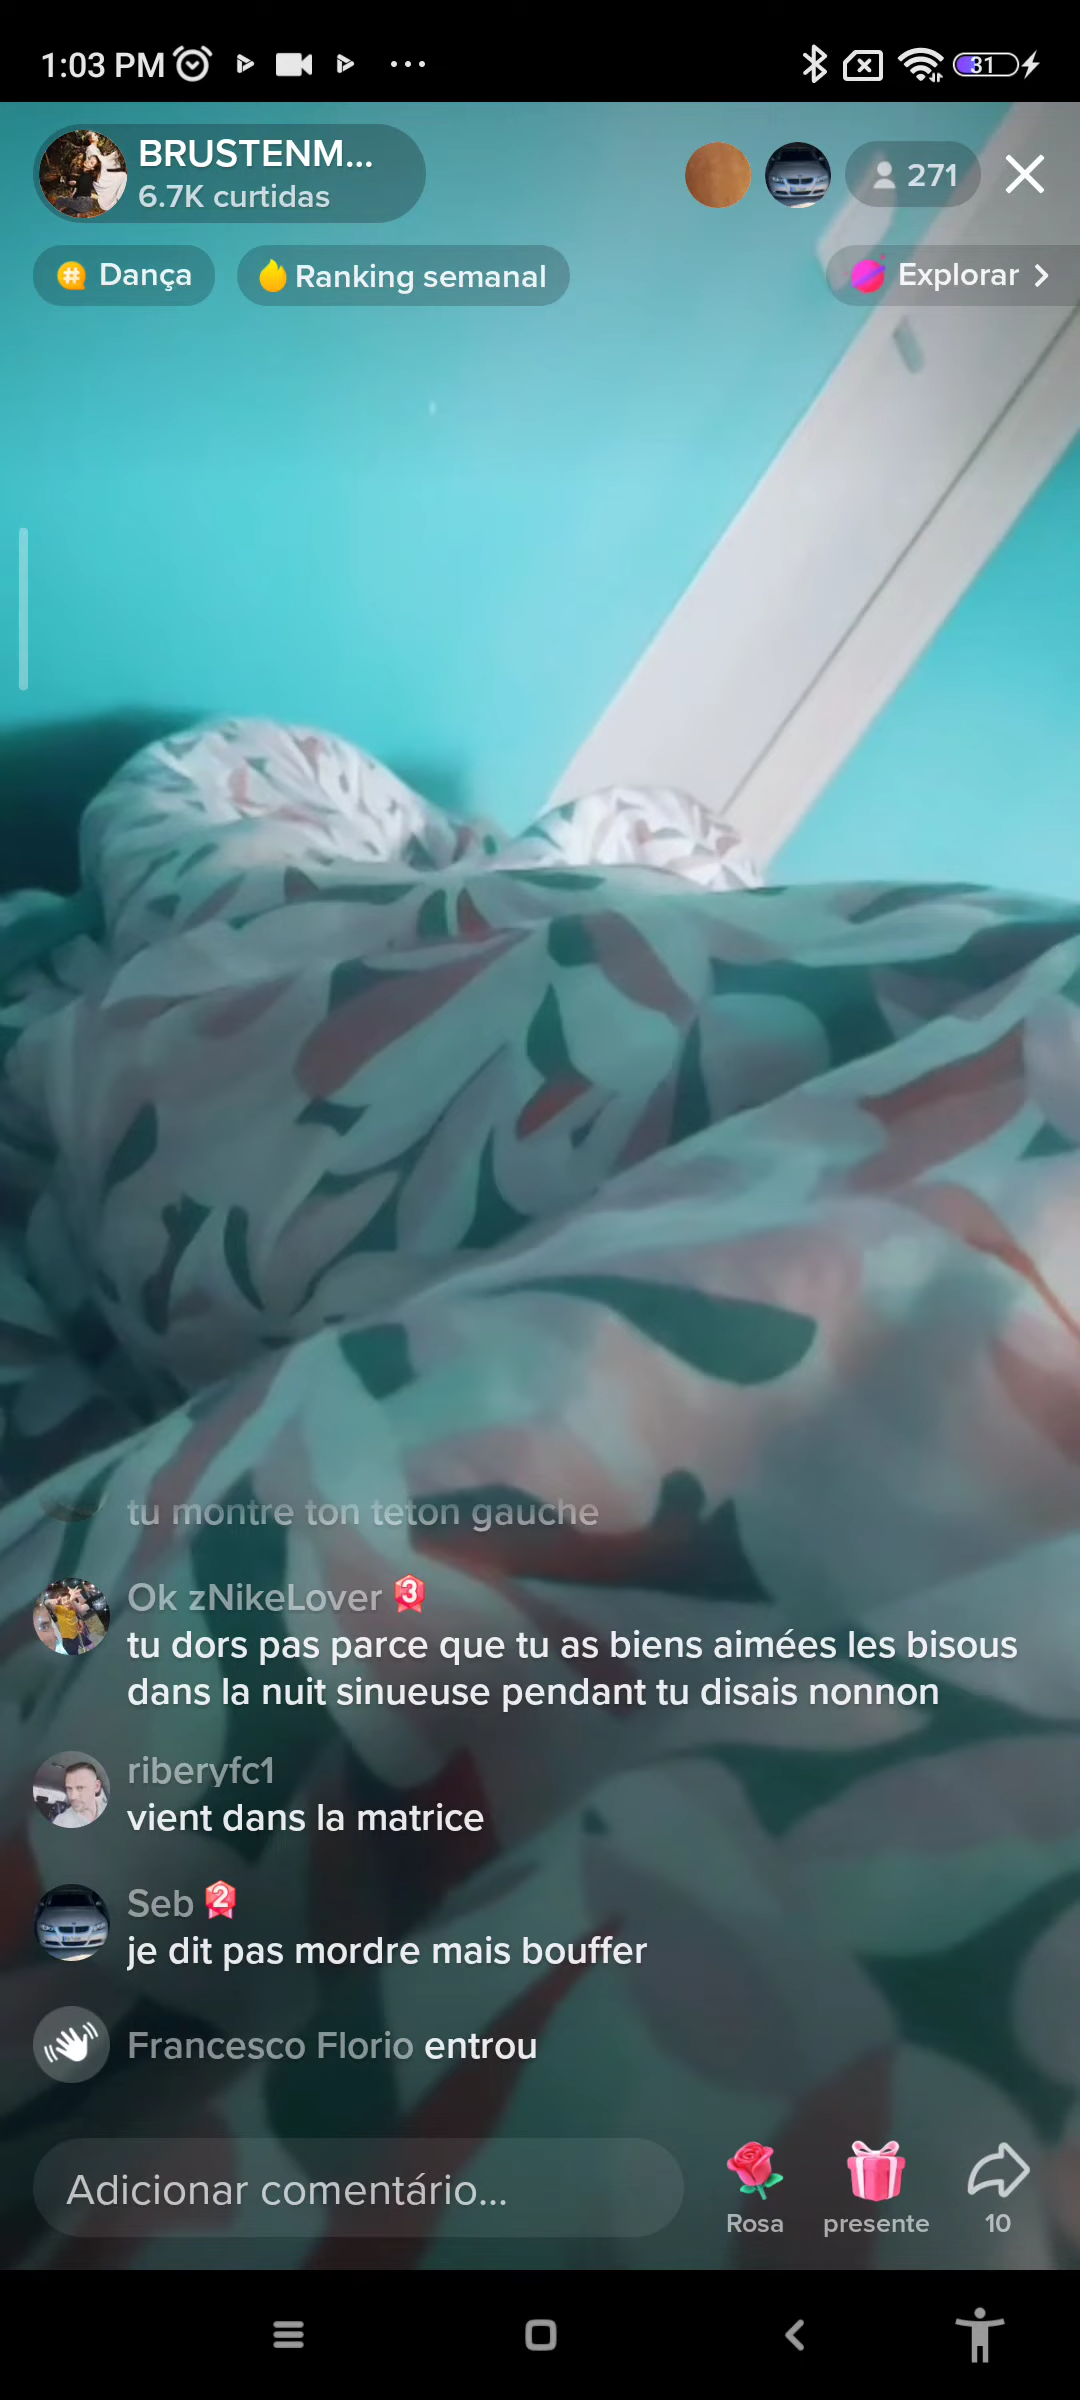 1:03 PM
31
BRUSTENM...
6.7K curtidas
271
Dança
Ranking semanal
Explorar
tu montre ton teton gauche
Ok zNikeLover 3
tu dors pas parce que tu as biens aimées les bisous
dans la nuit sinueuse pendant tu disais nonnon
riberyfc1
vient dans la matrice
Seb 2
je dit pas mordre mais bouffer
Francesco Florio entrou
Adicionar comentário...
Rosa
presente
10